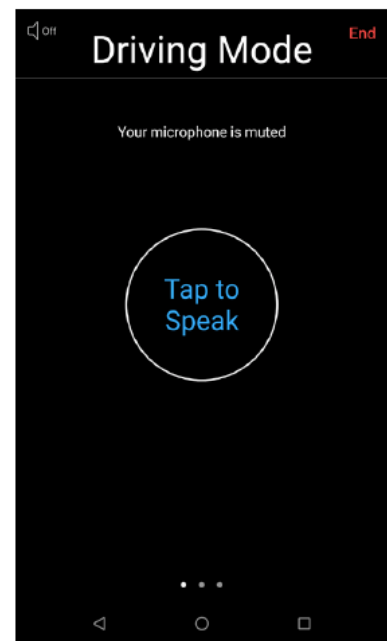 Off
Driving Mode
End
Your microphone is muted
Tap to
Speak